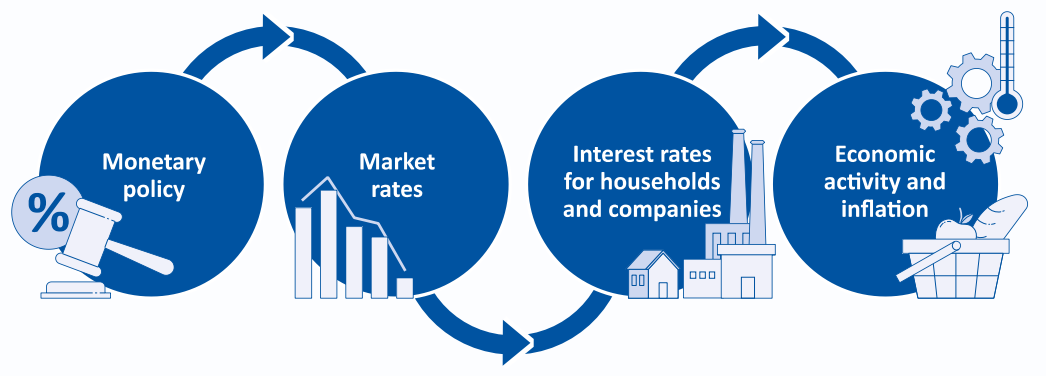 Monetary
policy
%
Market
rates
Interest rates
for households
and companies
Economic
activity and
inflation